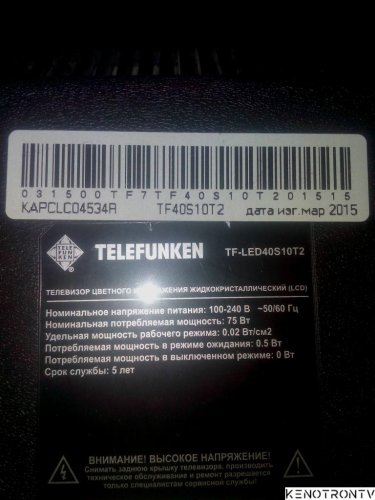 031500TF7TF40S10T201515
KAPCLC04534R TF40S10T2 дата изг. мар 2015
TELE
FUN
KEN
TELEFUNKEN TF-LED40S10T2
ТЕЛЕВИЗОР ЦВЕТНОГО ИЗОБРАЖЕНИЯ ЖИДКОКРИСТАЛЛИЧЕСКИЙ (LCD)
Номинальное напряжение питания: 100-240 В ~50/60 Гц
Номинальная потребляемая мощность: 75 Вт
Удельная мощность рабочего режима: 0.02 Вт/см2
Потребляемая мощность в режиме ожидания: 0.5 Вт
Потребляемая мощность в выключенном режиме: 0 Вт
Срок службы: 5 лет
ВНИМАНИЕ! ВЫСОКОЕ НАПРЯЖЕНИЕ!
Снимать заднюю крышку телевизора, производить
техническое обслуживание и ремонт разрешается
только специалистам сервисной службы.
KENOTRONTV